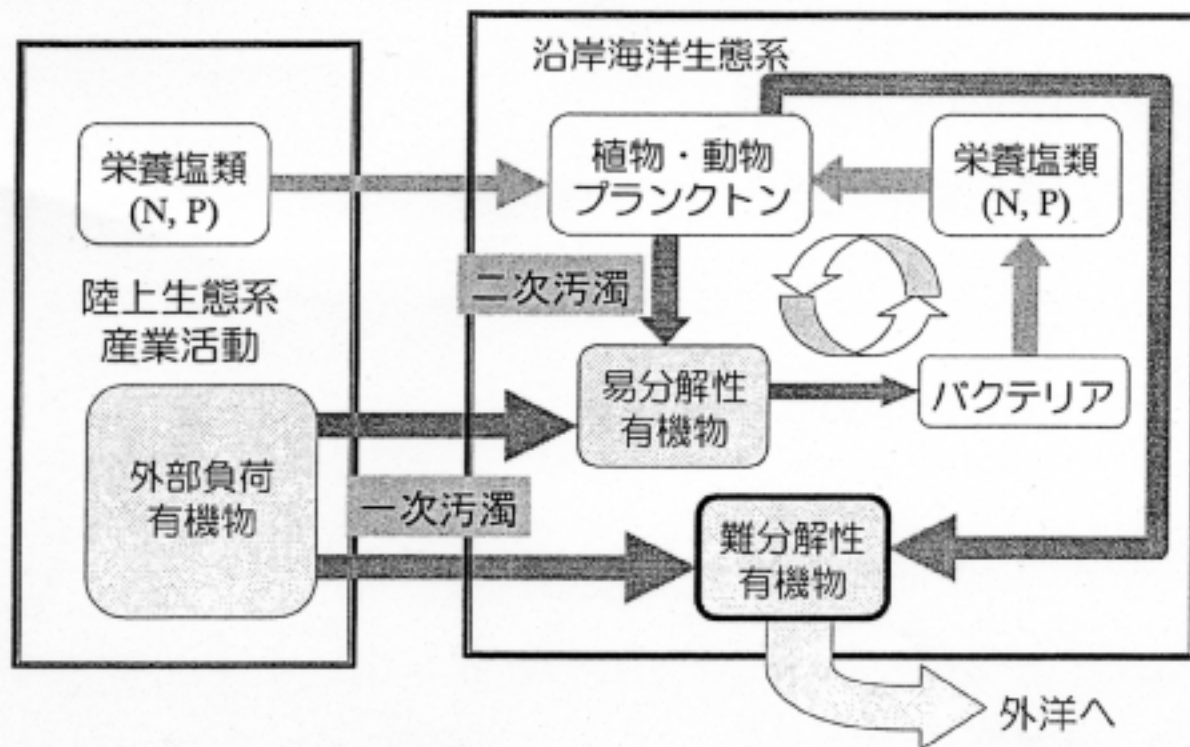 沿岸海洋生態系
栄養塩類
(N, P)
植物・動物
プランクトン
栄養塩類
(N, P)
二次汚濁
陸上生態系
産業活動
易分解性
有機物
バクテリア
外部負荷
有機物
一次汚濁
難分解性
有機物
外洋へ